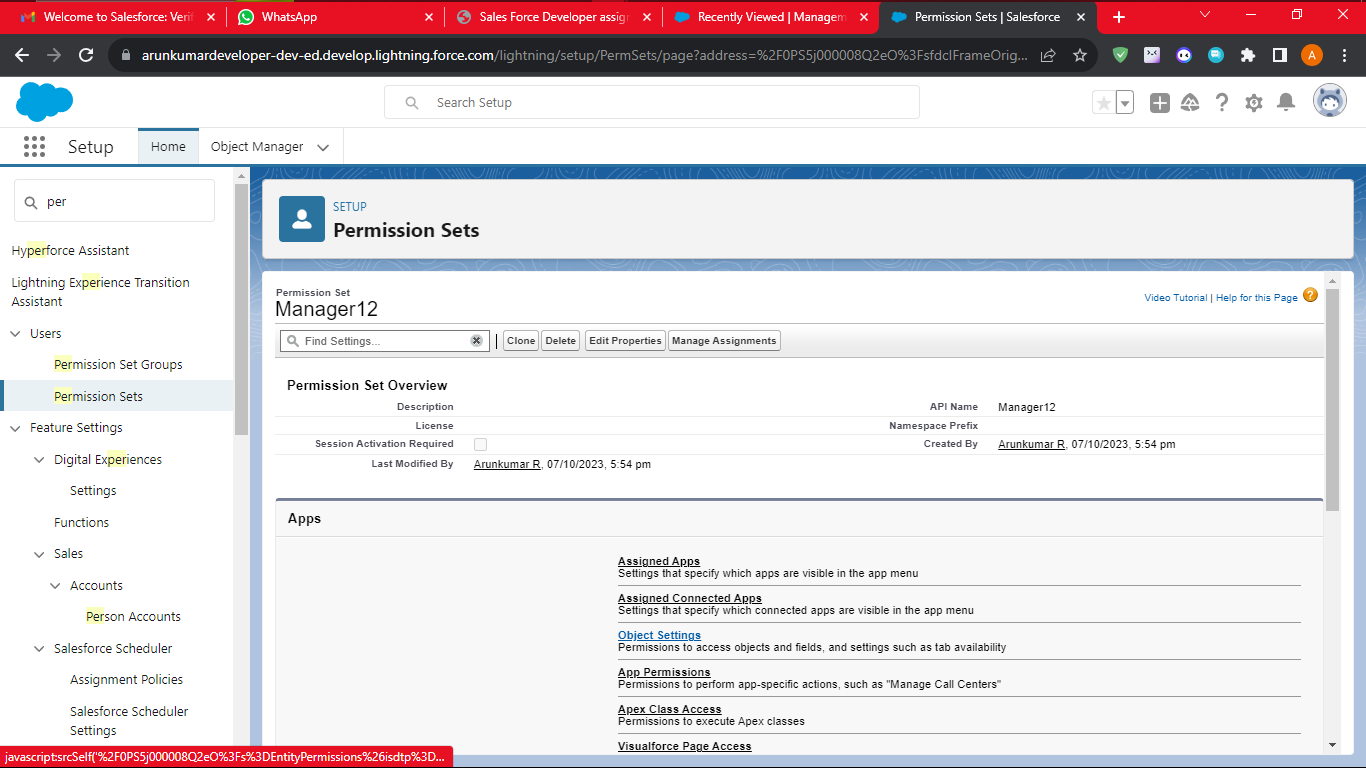 Welcome to Salesforce: Verif
WhatsApp
Sales Force Developer assign
Recently Viewed | Managem
Permission Sets | Salesforce
arunkumardeveloper-dev-ed.develop.lightning.force.com/lightning/setup/PermSets/page?address=%2F0PS5j000008Q2eO%3FsfdcIFrameOrig...
A
Search Setup
Setup
Home
Object Manager
per
Hyperforce Assistant
Lightning Experience Transition
Assistant
Users
Permission Set Groups
Permission Sets
Feature Settings
Digital Experiences
Settings
Functions
Sales
Accounts
Person Accounts
Salesforce Scheduler
Assignment Policies
Salesforce Scheduler
Settings
SETUP
Permission Sets
Permission Set
Manager12
Video Tutorial | Help for this Page
Find Settings...
Clone
Delete
Edit Properties
Manage Assignments
Permission Set Overview
Description
API Name Manager12
License
Namespace Prefix
Session Activation Required
Created By Arunkumar R, 07/10/2023, 5:54 pm
Last Modified By Arunkumar R, 07/10/2023, 5:54 pm
Apps
Assigned Apps
Settings that specify which apps are visible in the app menu
Assigned Connected Apps
Settings that specify which connected apps are visible in the app menu
Object Settings
Permissions to access objects and fields, and settings such as tab availability
App Permissions
Permissions to perform app-specific actions, such as "Manage Call Centers"
Apex Class Access
Permissions to execute Apex classes
Visualforce Page Access
javascript:srcSelf('%2F0PS5j000008Q2eO%3Fs%3DEntityPermissions%26isdtp%3D...